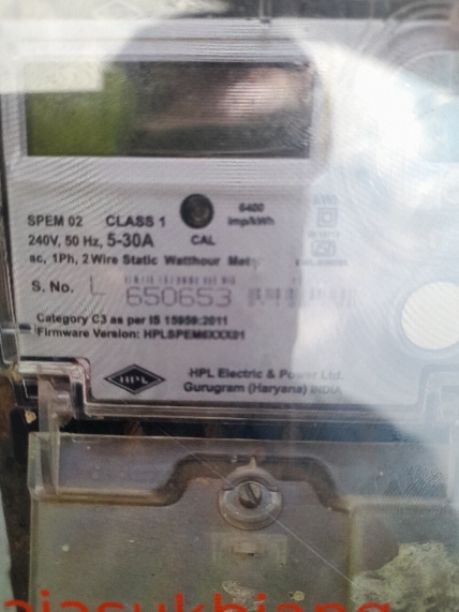 SPEM 02 CLASS 1 6400
240V, 50 Hz, 5-30A CAL imp/kWh
ac, 1Ph, 2 Wire Static Watthour
S. No. 650653
Category C3 as per IS 15959:2011
Firmware Version:
HPL HPL Electric & Power Ltd.
Gurugram (Haryana) INDIA